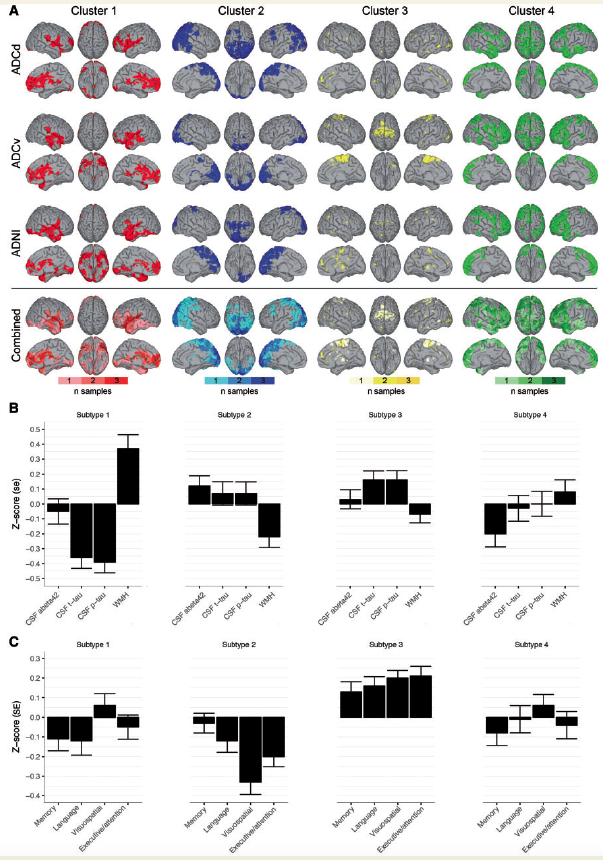 A
Cluster 1 Cluster 2 Cluster 3 Cluster 4
ADCd
ADCv
ADNI
Combined
1 2 3 1 2 3 1 2 3 1 2 3
n samples n samples n samples n samples
B
Subtype 1 Subtype 2 Subtype 3 Subtype 4
Z-score (se)
0.5
0.4
0.3
0.2
0.1
0.0
-0.1
-0.2
-0.3
-0.4
-0.5
CSF abeta42 CSF t-tau CSF p-tau WMH CSF abeta42 CSF t-tau CSF p-tau WMH CSF abeta42 CSF t-tau CSF p-tau WMH CSF abeta42 CSF t-tau CSF p-tau WMH
C
Subtype 1 Subtype 2 Subtype 3 Subtype 4
Z-score (SE)
0.3
0.2
0.1
0.0
-0.1
-0.2
-0.3
-0.4
Memory Language Visuospatial Executive/attention Memory Language Visuospatial Executive/attention Memory Language Visuospatial Executive/attention Memory Language Visuospatial Executive/attention